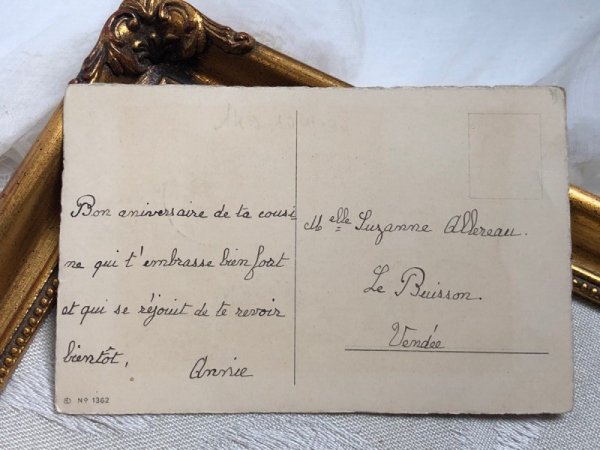 Bon aniversaire de ta cousi
ne qui t'embrasse bien fort
et qui se réjouit de te revoir
bientôt,
Annie
Melle Suzanne Allereau.
Le Buisson.
Vendée
© Nº 1362